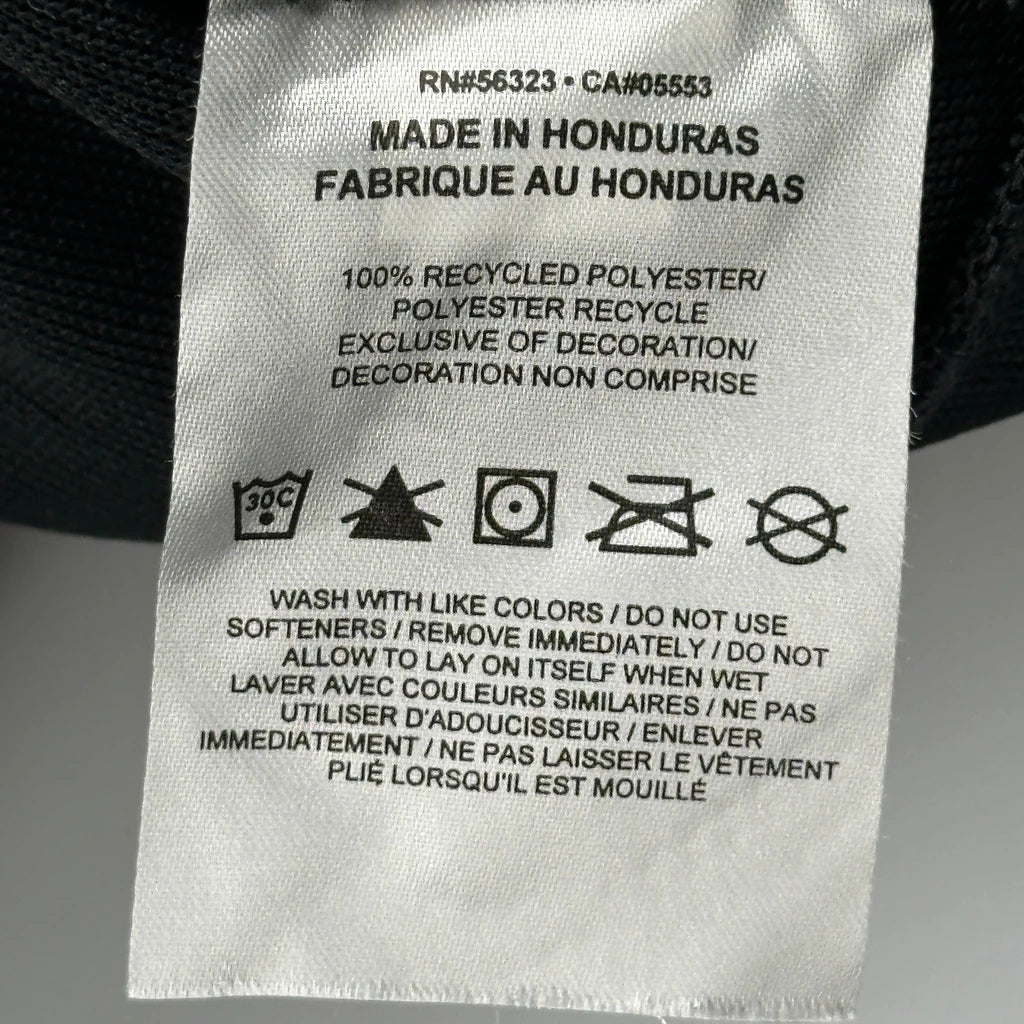 RN#56323 • CA#05553
MADE IN HONDURAS
FABRIQUE AU HONDURAS
100% RECYCLED POLYESTER/
POLYESTER RECYCLE
EXCLUSIVE OF DECORATION/
DECORATION NON COMPRISE
30C
WASH WITH LIKE COLORS / DO NOT USE
SOFTENERS / REMOVE IMMEDIATELY / DO NOT
ALLOW TO LAY ON ITSELF WHEN WET
LAVER AVEC COULEURS SIMILAIRES / NE PAS
UTILISER D'ADOUCISSEUR / ENLEVER
IMMEDIATEMENT / NE PAS LAISSER LE VÊTEMENT
PLIÉ LORSQU'IL EST MOUILLÉ